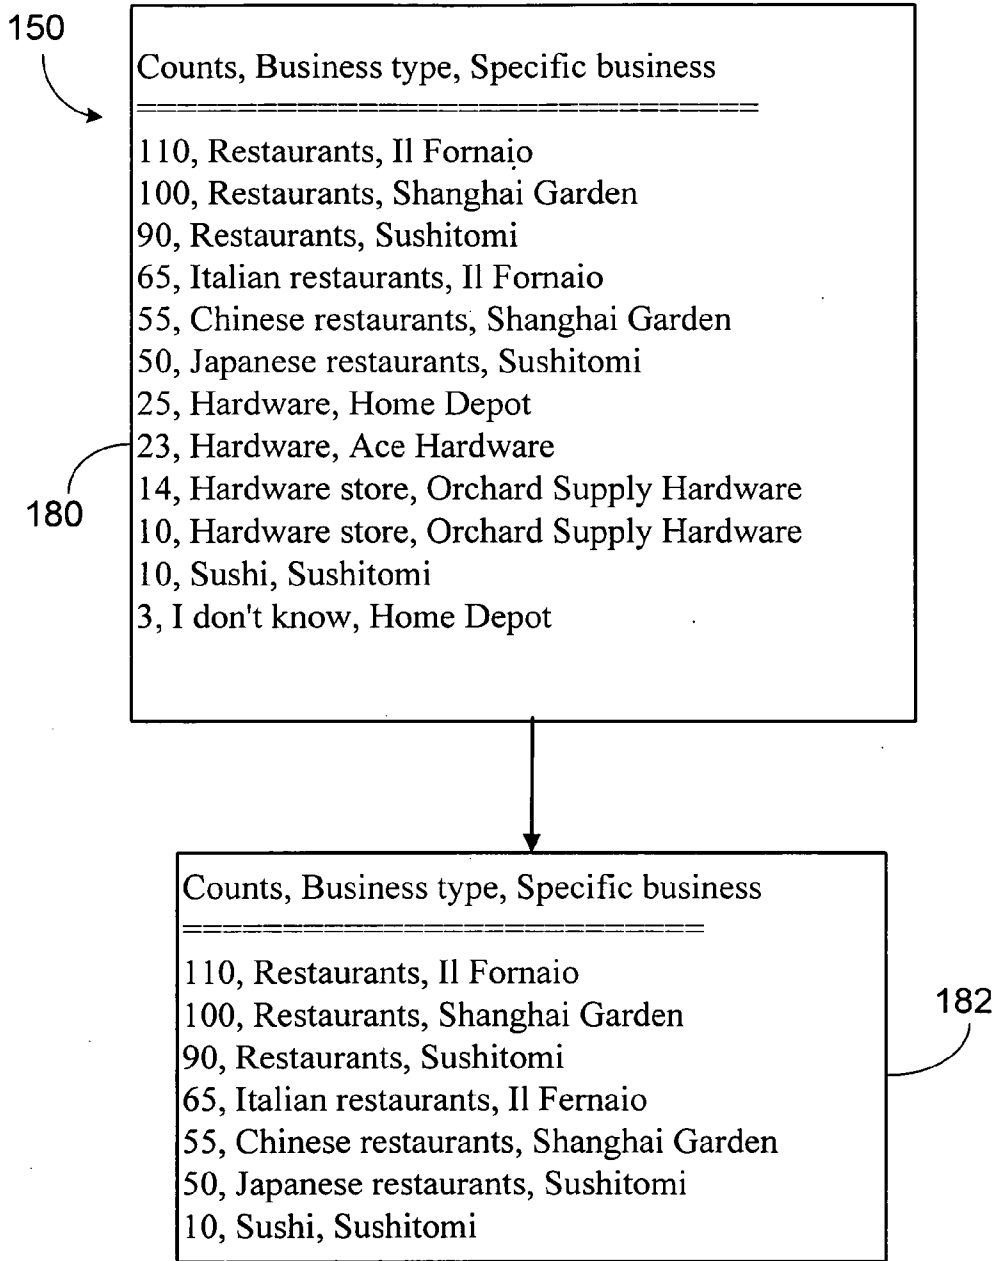 150
Counts, Business type, Specific business
===============================
110, Restaurants, Il Fornaio
100, Restaurants, Shanghai Garden
90, Restaurants, Sushitomi
65, Italian restaurants, Il Fornaio
55, Chinese restaurants, Shanghai Garden
50, Japanese restaurants, Sushitomi
25, Hardware, Home Depot
23, Hardware, Ace Hardware
14, Hardware store, Orchard Supply Hardware
180
10, Hardware store, Orchard Supply Hardware
10, Sushi, Sushitomi
3, I don't know, Home Depot
Counts, Business type, Specific business
==========================
110, Restaurants, Il Fornaio
182
100, Restaurants, Shanghai Garden
90, Restaurants, Sushitomi
65, Italian restaurants, Il Fernaio
55, Chinese restaurants, Shanghai Garden
50, Japanese restaurants, Sushitomi
10, Sushi, Sushitomi